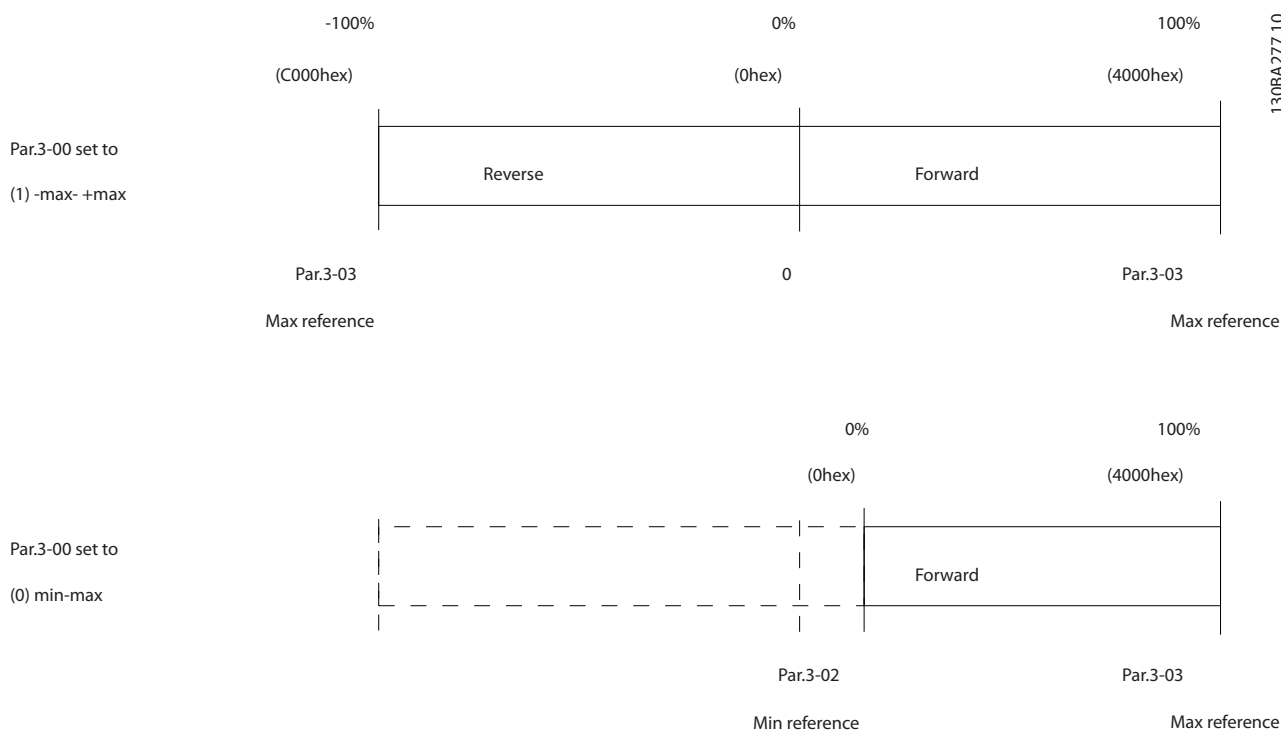 -100% 0% 100%
(C000hex) (0hex) (4000hex)
130BA277.10
Par.3-00 set to
(1) -max- +max
Reverse Forward
Par.3-03 0 Par.3-03
Max reference Max reference
0% 100%
(0hex) (4000hex)
Par.3-00 set to
(0) min-max
Forward
Par.3-02 Par.3-03
Min reference Max reference